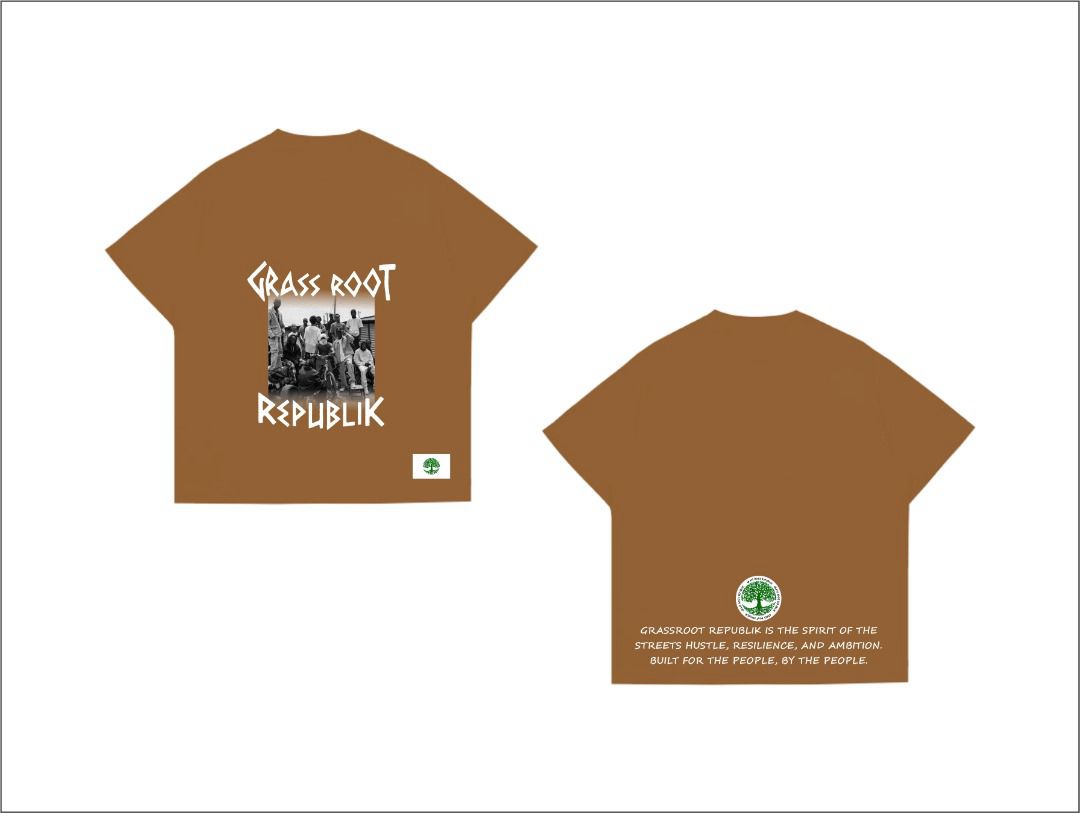 GRASS ROOT
REPUBLIK
GRASSROOT REPUBLIK IS THE SPIRIT OF THE
STREETS HUSTLE, RESILIENCE, AND AMBITION.
BUILT FOR THE PEOPLE, BY THE PEOPLE.